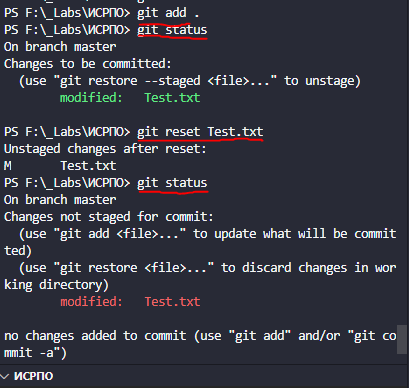 PS F:\_Labs\ИСРПО> git add .
PS F:\_Labs\ИСРПО> git status
On branch master
Changes to be committed:
  (use "git restore --staged <file>..." to unstage)
        modified:   Test.txt

PS F:\_Labs\ИСРПО> git reset Test.txt
Unstaged changes after reset:
M       Test.txt
PS F:\_Labs\ИСРПО> git status
On branch master
Changes not staged for commit:
  (use "git add <file>..." to update what will be commit
ted)
  (use "git restore <file>..." to discard changes in wor
king directory)
        modified:   Test.txt

no changes added to commit (use "git add" and/or "git co
mmit -a")
ИСРПО